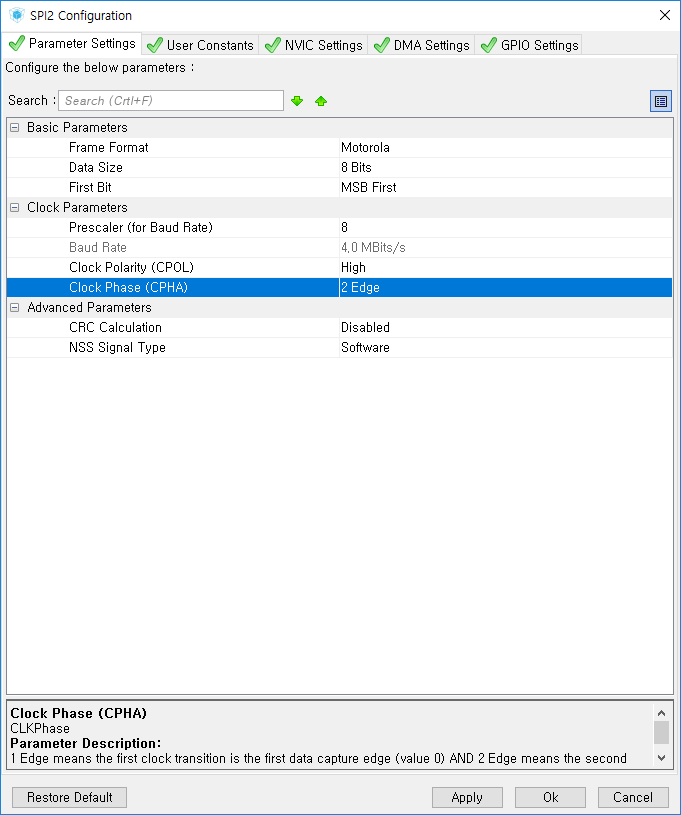 SPI2 Configuration
Parameter Settings User Constants NVIC Settings DMA Settings GPIO Settings
Configure the below parameters :
Search : Search (Crtl+F)
Basic Parameters
Frame Format Motorola
Data Size 8 Bits
First Bit MSB First
Clock Parameters
Prescaler (for Baud Rate) 8
Baud Rate 4,0 MBits/s
Clock Polarity (CPOL) High
Clock Phase (CPHA) 2 Edge
Advanced Parameters
CRC Calculation Disabled
NSS Signal Type Software
Clock Phase (CPHA)
CLKPhase
Parameter Description:
1 Edge means the first clock transition is the first data capture edge (value 0) AND 2 Edge means the second
Restore Default Apply Ok Cancel